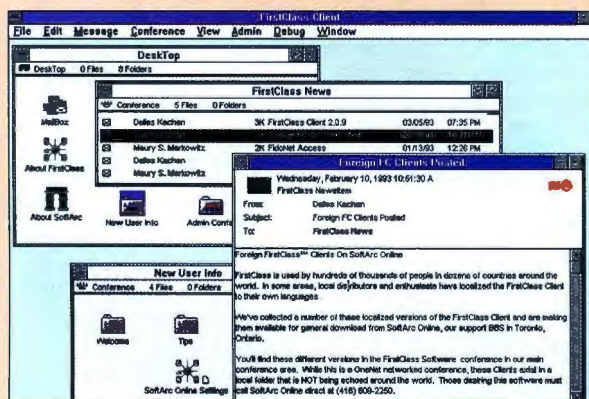 FirstClass Client
File Edit Message Conference View Admin Debug Window
DeskTop
DeskTop 0 Files 8 Folders
MailBox
About FirstClass
About SoftArc
New User Info
Admin
FirstClass News
Conference 5 Files 0 Folders
Dallas Kachan 3K FirstClass Client 2.0.9 03/05/93 07:35 PM
Maury S. Markowitz 2K FidoNet Access 01/13/93 12:26 PM
Dallas Kachan
Maury S. Markowitz
Foreign FC Clients Posted
Wednesday, February 10, 1993 10:51:30 A
FirstClass NewsItem
From: Dallas Kachan
Subject: Foreign FC Clients Posted
To: FirstClass News
Foreign FirstClass™ Clients On SoftArc Online
FirstClass is used by hundreds of thousands of people in dozens of countries around the
world. In some areas, local distributors and enthusiasts have localized the FirstClass Client
to their own languages.
We've collected a number of these localized versions of the FirstClass Client and are making
them available for general download from SoftArc Online, our support BBS in Toronto,
Ontario.
You'll find these different versions in the FirstClass Software conference in our main
conference area. While this is a OneNet networked conference, these Clients exist in a
local folder that is NOT being echoed around the world. Those desiring this software must
call SoftArc Online direct at (416) 609-2250.
New User Info
Conference 4 Files 0 Folders
Welcome
Tips
SoftArc Online Settings